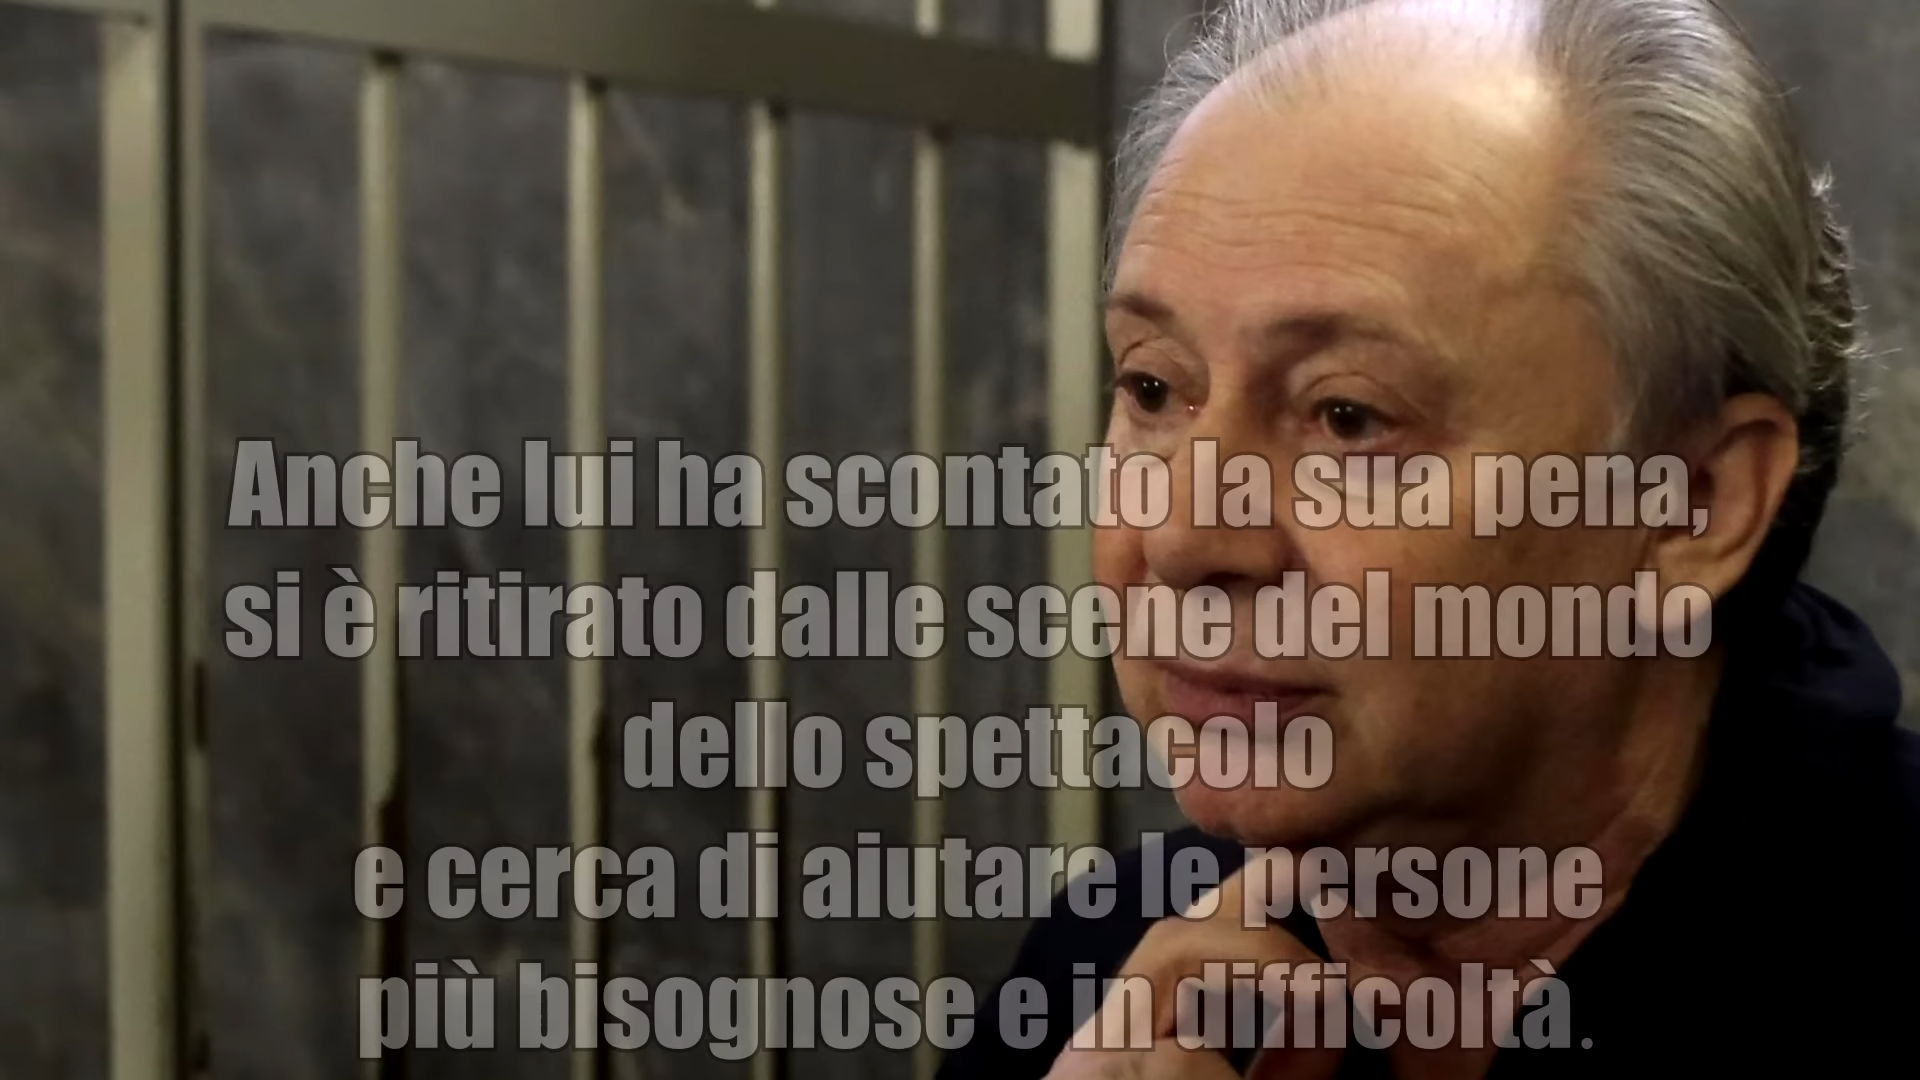 Anche lui ha scontato la sua pena,
si è ritirato dalle scene del mondo
dello spettacolo
e cerca di aiutare le persone
più bisognose e in difficoltà.